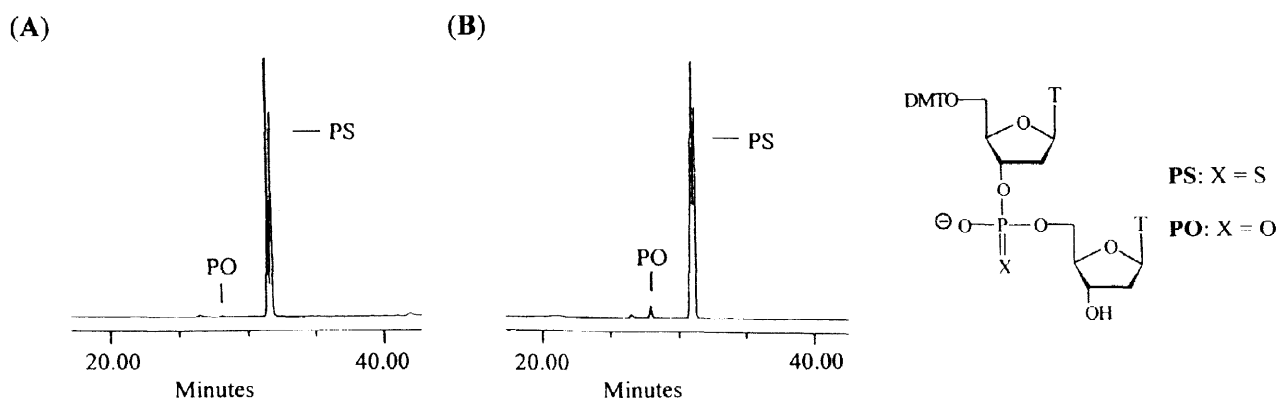 (A)
PS
PO
20.00
40.00
Minutes
(B)
PS
PO
20.00
40.00
Minutes
DMTO
T
O
O
⊖ O P O
X
T
O
OH
PS: X = S
PO: X = O